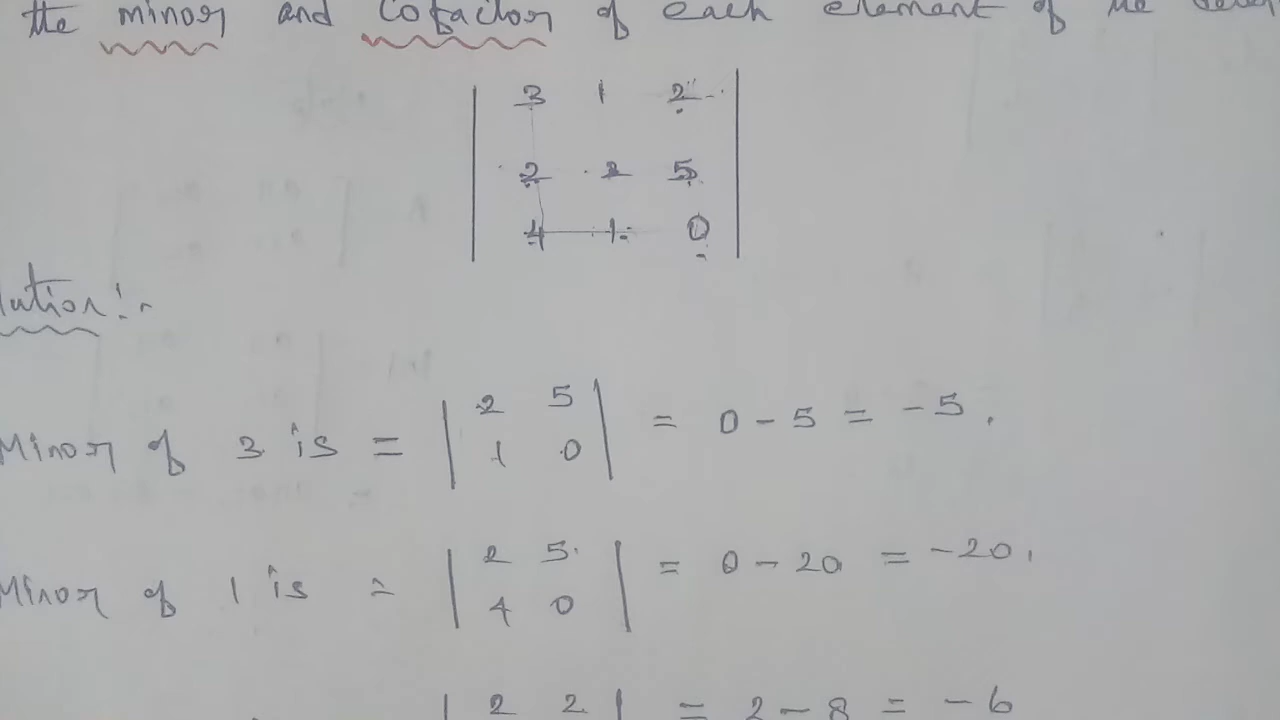 the minor and Cofactor of each element of the
3 1 2
2 2 5
4 1 0
lution:-
Minor of 3 is = | 2 5 | = 0 - 5 = -5.
| 1 0 |
Minor of 1 is = | 2 5 | = 0 - 20 = -20.
| 4 0 |
| 2 2 | = 2 - 8 = -6